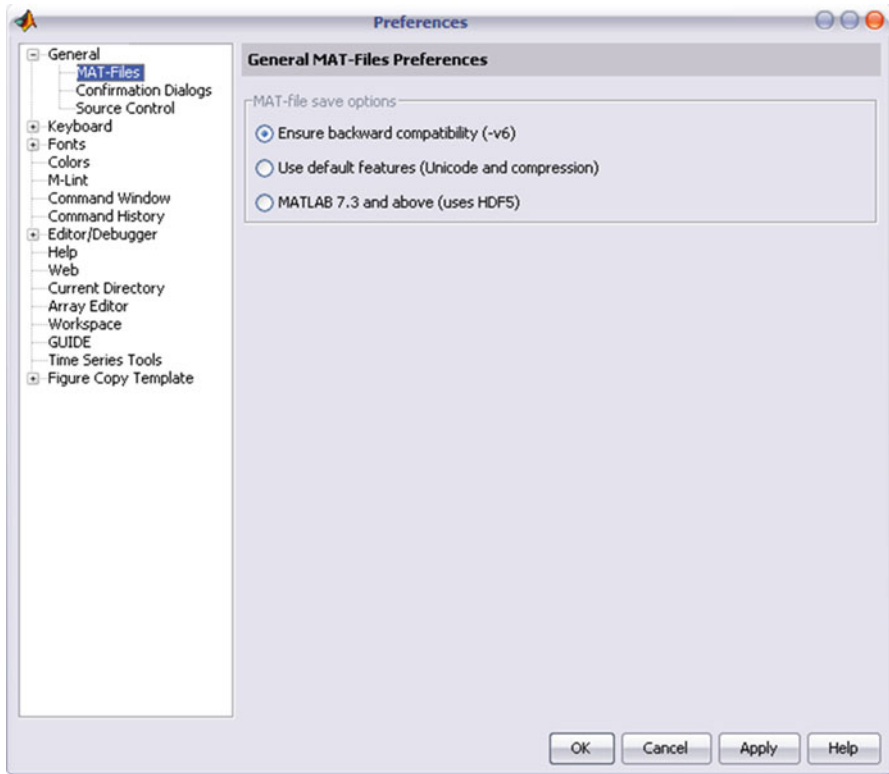 Preferences
General
MAT-Files
Confirmation Dialogs
Source Control
Keyboard
Fonts
Colors
M-Lint
Command Window
Command History
Editor/Debugger
Help
Web
Current Directory
Array Editor
Workspace
GUIDE
Time Series Tools
Figure Copy Template
General MAT-Files Preferences
MAT-file save options
Ensure backward compatibility (-v6)
Use default features (Unicode and compression)
MATLAB 7.3 and above (uses HDF5)
OK Cancel Apply Help